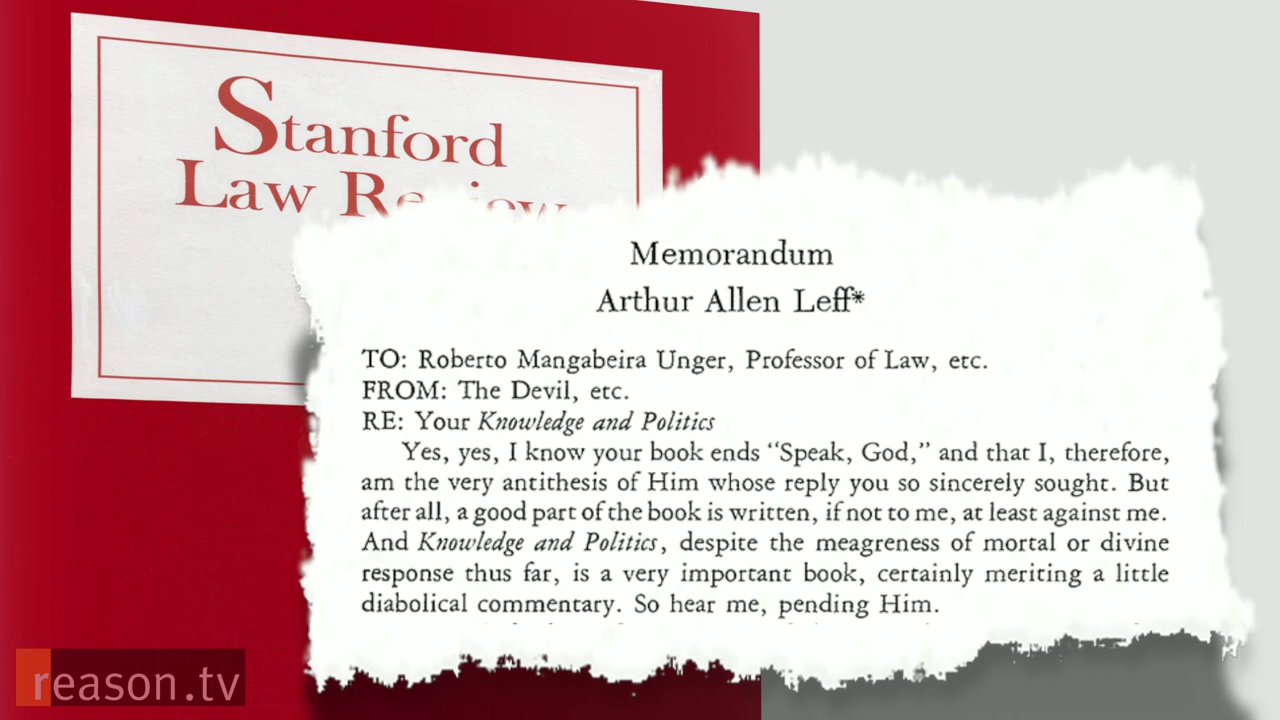 Stanford
Law Review
Memorandum
Arthur Allen Leff*
TO: Roberto Mangabeira Unger, Professor of Law, etc.
FROM: The Devil, etc.
RE: Your Knowledge and Politics
Yes, yes, I know your book ends “Speak, God,” and that I, therefore,
am the very antithesis of Him whose reply you so sincerely sought. But
after all, a good part of the book is written, if not to me, at least against me.
And Knowledge and Politics, despite the meagreness of mortal or divine
response thus far, is a very important book, certainly meriting a little
diabolical commentary. So hear me, pending Him.
reason.tv